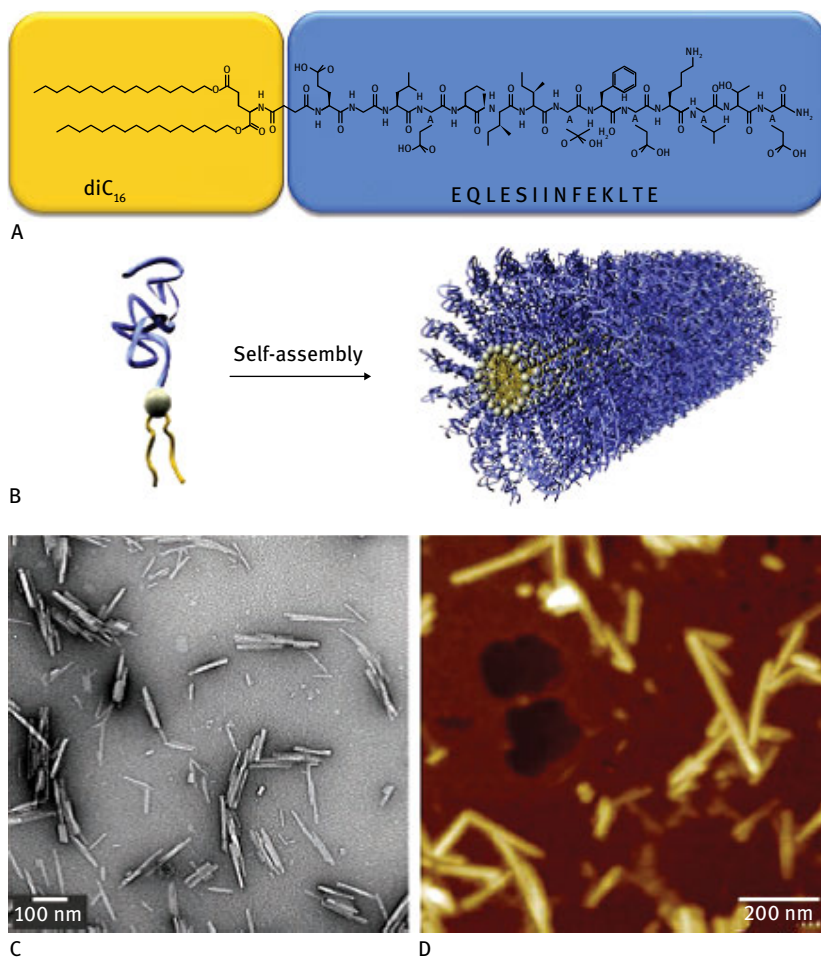 diC16
EQLESIINFEKLTE
A
Self-assembly
B
100 nm
200 nm
C
D